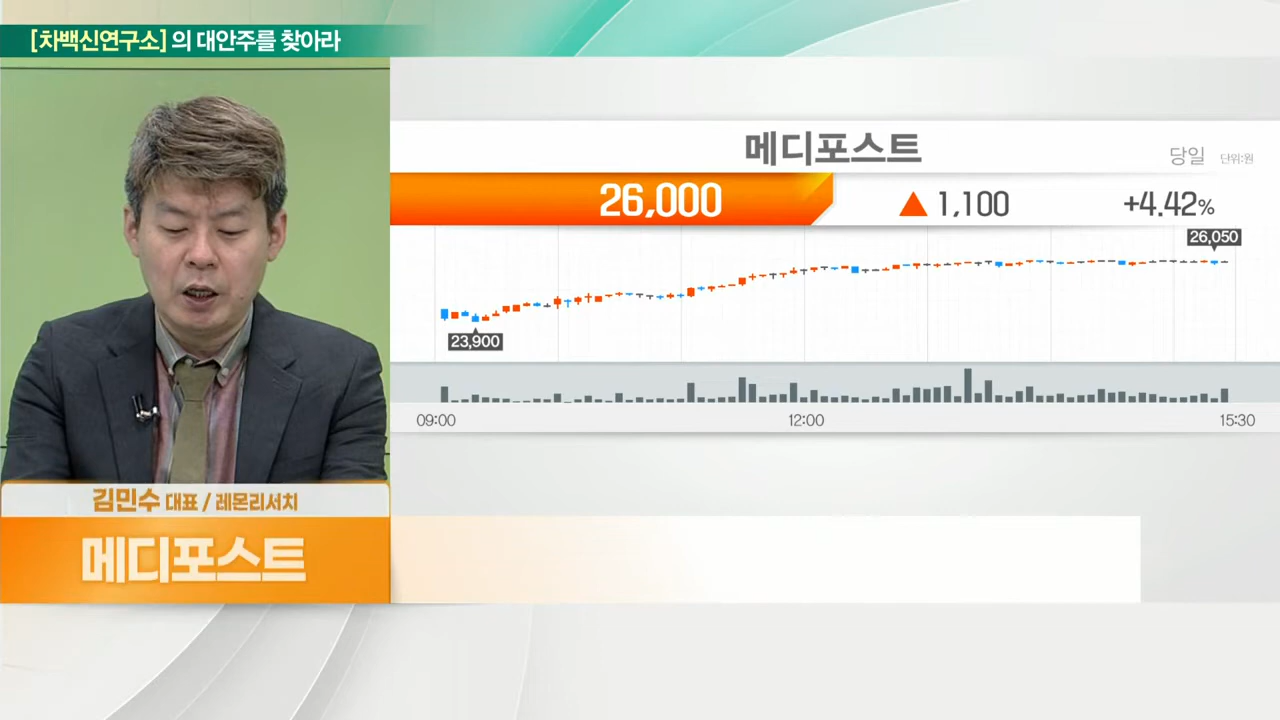 [차백신연구소]의 대안주를 찾아라
메디포스트
당일 단위:원
26,000 ▲ 1,100 +4.42%
26,050
23,900
09:00 12:00 15:30
김민수 대표 / 레몬리서치
메디포스트